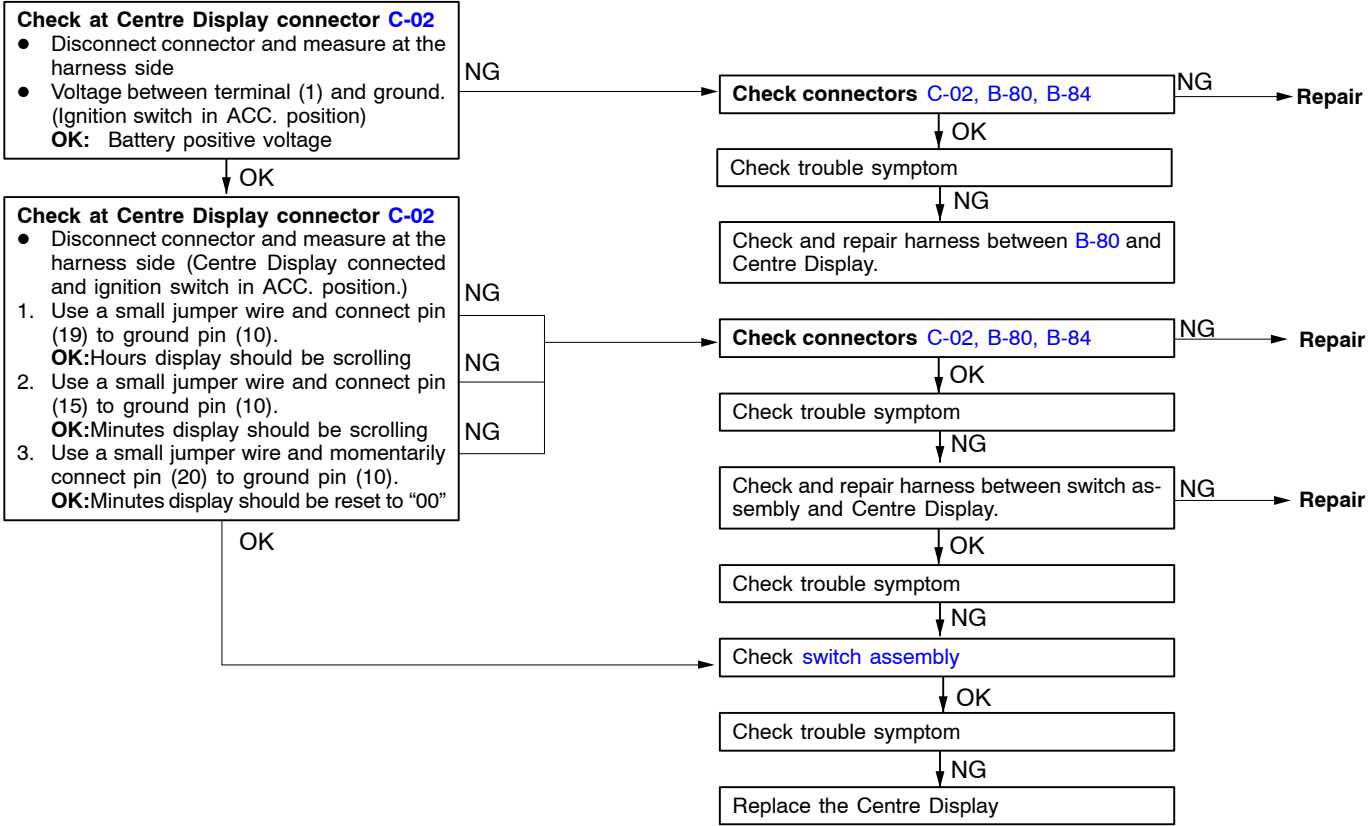 Check at Centre Display connector C-02
● Disconnect connector and measure at the
harness side
● Voltage between terminal (1) and ground.
(Ignition switch in ACC. position)
OK: Battery positive voltage
NG
Check connectors C-02, B-80, B-84
NG
Repair
OK
Check trouble symptom
NG
Check and repair harness between B-80 and
Centre Display.
OK
Check at Centre Display connector C-02
● Disconnect connector and measure at the
harness side (Centre Display connected
and ignition switch in ACC. position.)
1. Use a small jumper wire and connect pin
(19) to ground pin (10).
OK:Hours display should be scrolling
2. Use a small jumper wire and connect pin
(15) to ground pin (10).
OK:Minutes display should be scrolling
3. Use a small jumper wire and momentarily
connect pin (20) to ground pin (10).
OK:Minutes display should be reset to “00”
NG
NG
NG
OK
Check connectors C-02, B-80, B-84
NG
Repair
OK
Check trouble symptom
NG
Check and repair harness between switch as-
sembly and Centre Display.
NG
Repair
OK
Check trouble symptom
NG
Check switch assembly
OK
Check trouble symptom
NG
Replace the Centre Display